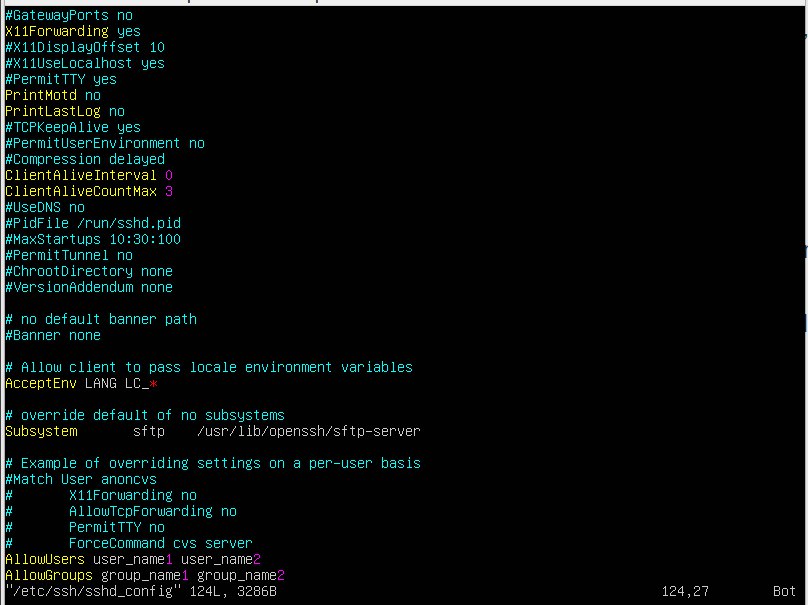 #GatewayPorts no
X11Forwarding yes
#X11DisplayOffset 10
#X11UseLocalhost yes
#PermitTTY yes
PrintMotd no
PrintLastLog no
#TCPKeepAlive yes
#PermitUserEnvironment no
#Compression delayed
ClientAliveInterval 0
ClientAliveCountMax 3
#UseDNS no
#PidFile /run/sshd.pid
#MaxStartups 10:30:100
#PermitTunnel no
#ChrootDirectory none
#VersionAddendum none
# no default banner path
#Banner none
# Allow client to pass locale environment variables
AcceptEnv LANG LC_*
# override default of no subsystems
Subsystem       sftp    /usr/lib/openssh/sftp-server
# Example of overriding settings on a per-user basis
#Match User anoncvs
#       X11Forwarding no
#       AllowTcpForwarding no
#       PermitTTY no
#       ForceCommand cvs server
AllowUsers user_name1 user_name2
AllowGroups group_name1 group_name2
"/etc/ssh/sshd_config" 124L, 3286B 124,27 Bot